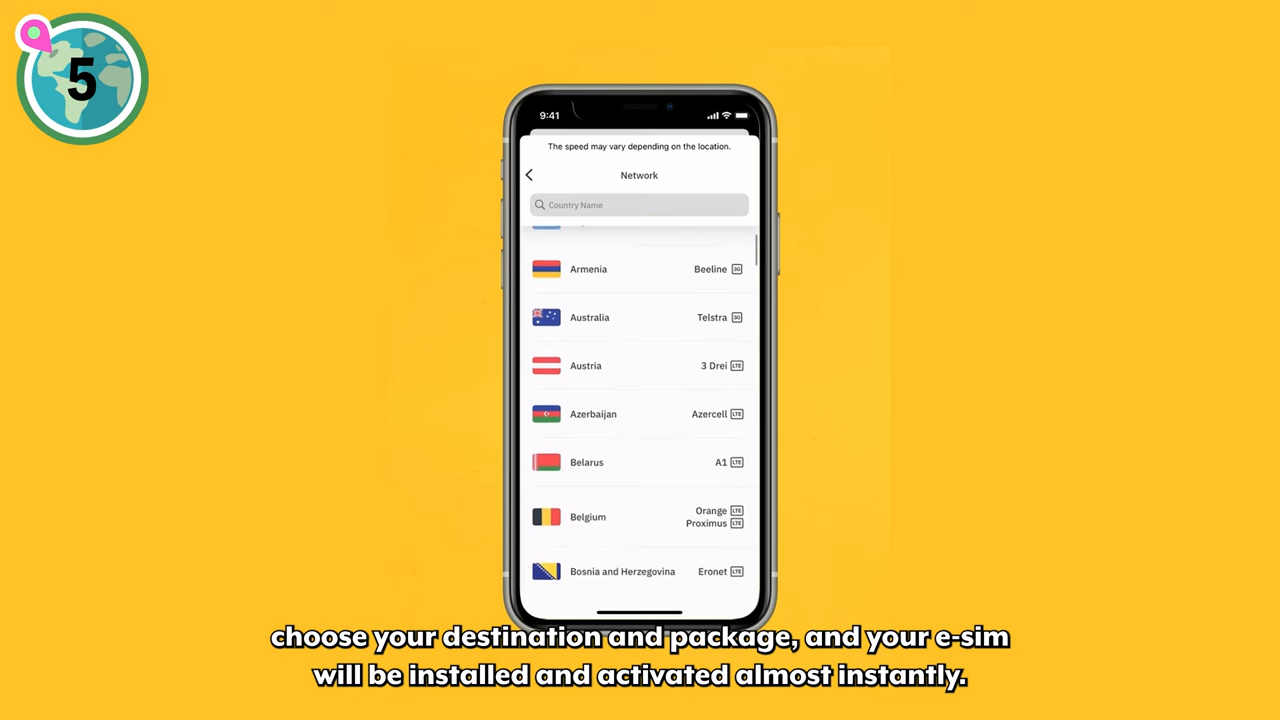 5
9:41
The speed may vary depending on the location.
Network
Country Name
Armenia Beeline 3G
Australia Telstra 3G
Austria 3 Drei LTE
Azerbaijan Azercell LTE
Belarus A1 LTE
Belgium Orange LTE
Proximus LTE
Bosnia and Herzegovina Eronet LTE
choose your destination and package, and your e-sim
will be installed and activated almost instantly.